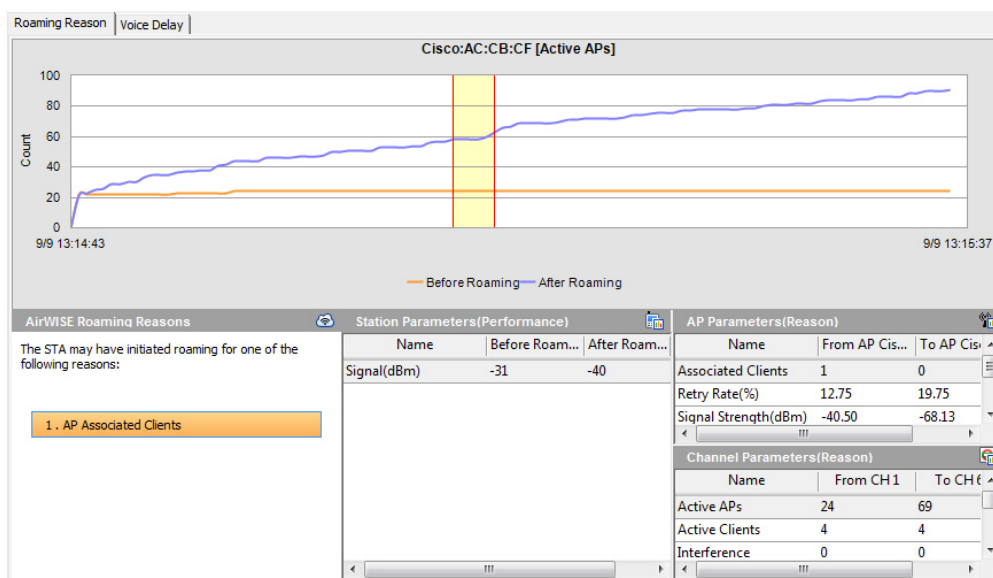 Roaming Reason Voice Delay
Cisco:AC:CB:CF [Active APs]
100
80
60
40
20
0
Count
9/9 13:14:43 9/9 13:15:37
Before Roaming After Roaming
AirWISE Roaming Reasons
The STA may have initiated roaming for one of the
following reasons:
1 . AP Associated Clients
Station Parameters(Performance)
Name Before Roam... After Roam...
Signal(dBm) -31 -40
AP Parameters(Reason)
Name From AP Cis... To AP Cis
Associated Clients 1 0
Retry Rate(%) 12.75 19.75
Signal Strength(dBm) -40.50 -68.13
Channel Parameters(Reason)
Name From CH 1 To CH 6
Active APs 24 69
Active Clients 4 4
Interference 0 0